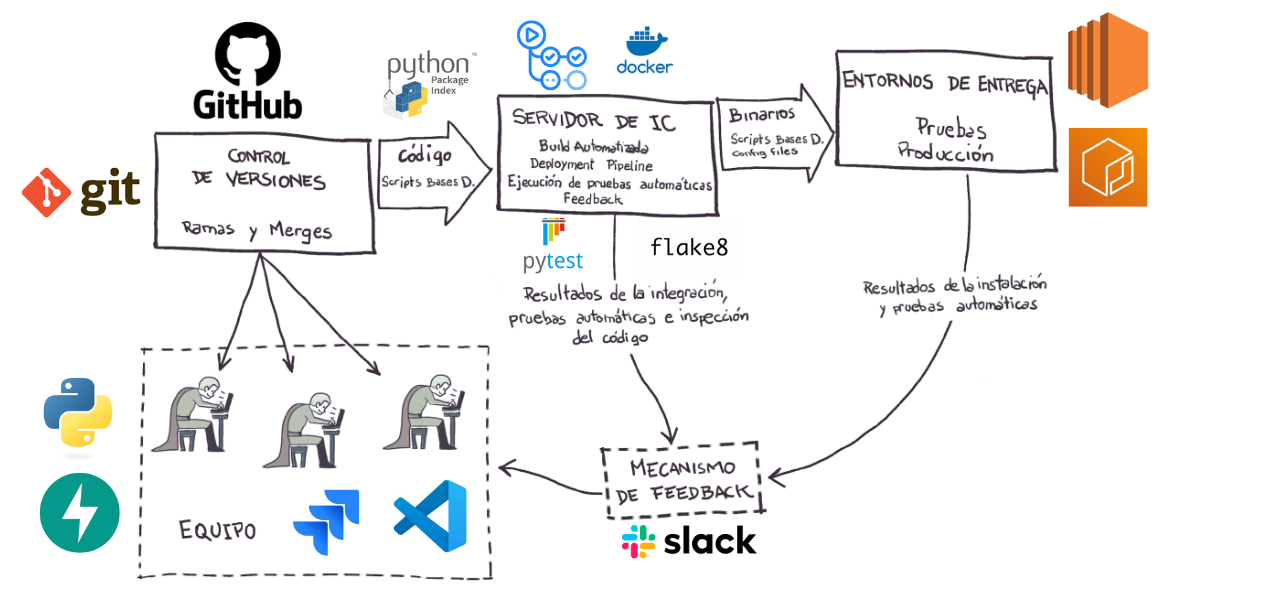 GitHub
git
CONTROL
DE VERSIONES
Ramas y Merges
python™
Package
Index
Código
Scripts Bases D.
docker
SERVIDOR DE IC
Build Automatizada
Deployment Pipeline
Ejecución de pruebas automáticas
Feedback
pytest
flake8
Binarios
Scripts Bases D.
Config files
ENTORNOS DE ENTREGA
Pruebas
Producción
Resultados de la integración,
pruebas automáticas e inspección
del código
Resultados de la instalación
y pruebas automáticas
MECANISMO
DE FEEDBACK
slack
EQUIPO